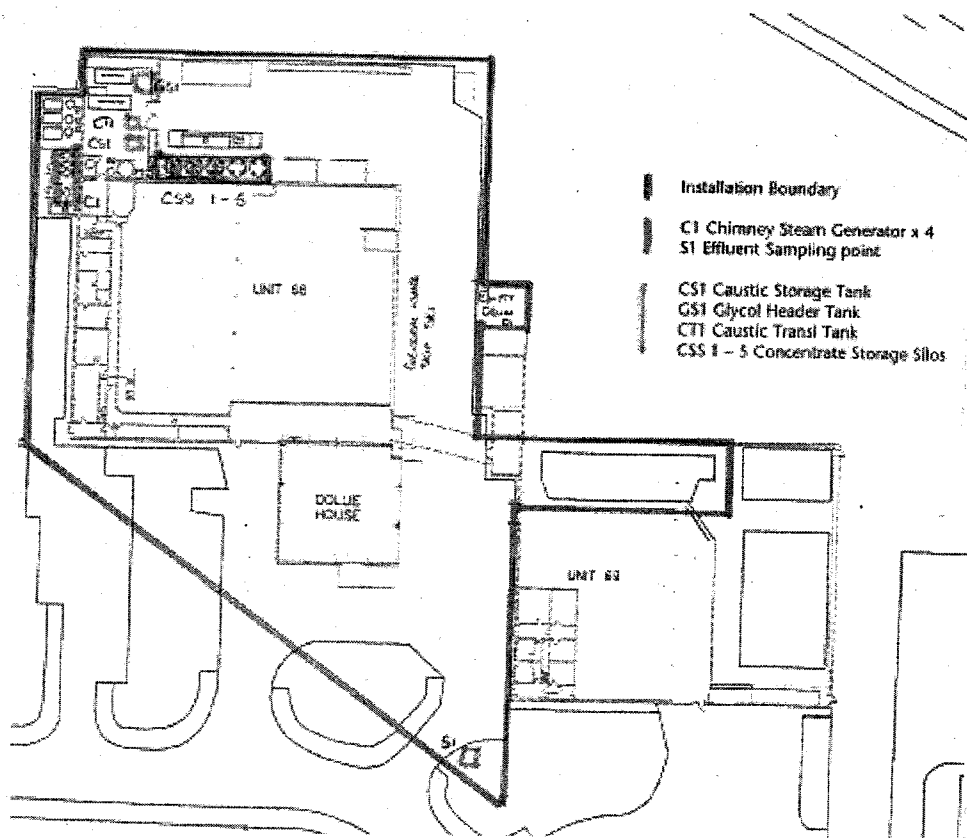 GS1
CS1
CSS 1 - 5
C1
UNIT 68
DOLLIE
HOUSE
UNIT 63
S1
Installation Boundary
C1 Chimney Steam Generator x 4
S1 Effluent Sampling point
CS1 Caustic Storage Tank
GS1 Glycol Header Tank
CT1 Caustic Transl Tank
CSS 1 - 5 Concentrate Storage Silos